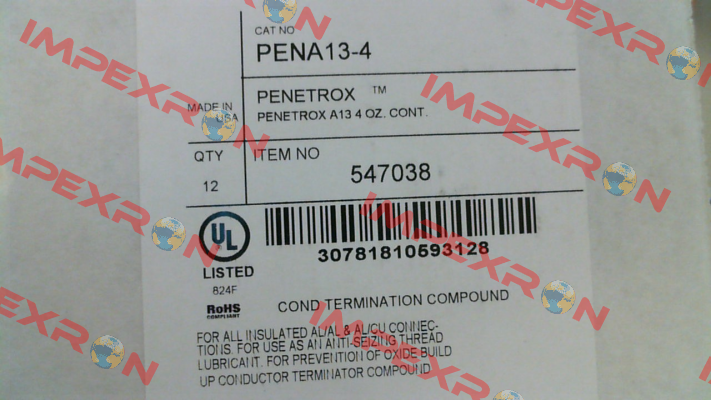 CAT NO
PENA13-4
MADE IN
USA
PENETROX ™
PENETROX A13 4 OZ. CONT.
QTY
12
ITEM NO
547038
UL
LISTED
824F
RoHS
COMPLIANT
30781810593128
COND TERMINATION COMPOUND
FOR ALL INSULATED AL/AL & AL/CU CONNEC-
TIONS. FOR USE AS AN ANTI-SEIZING THREAD
LUBRICANT. FOR PREVENTION OF OXIDE BUILD
UP CONDUCTOR TERMINATOR COMPOUND
IMPEXRON
IMPEXRON
IMPEXRON
IMPEXRON
IMPEXRON